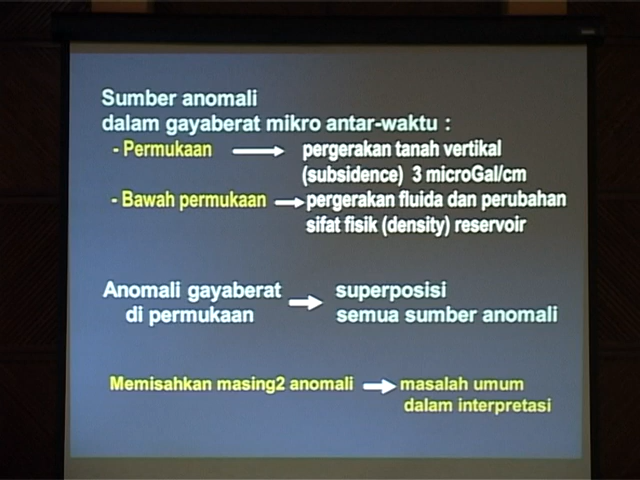 Sumber anomali
dalam gayaberat mikro antar-waktu :
- Permukaan → pergerakan tanah vertikal
(subsidence) 3 microGal/cm
- Bawah permukaan → pergerakan fluida dan perubahan
sifat fisik (density) reservoir
Anomali gayaberat → superposisi
di permukaan semua sumber anomali
Memisahkan masing2 anomali → masalah umum
dalam interpretasi